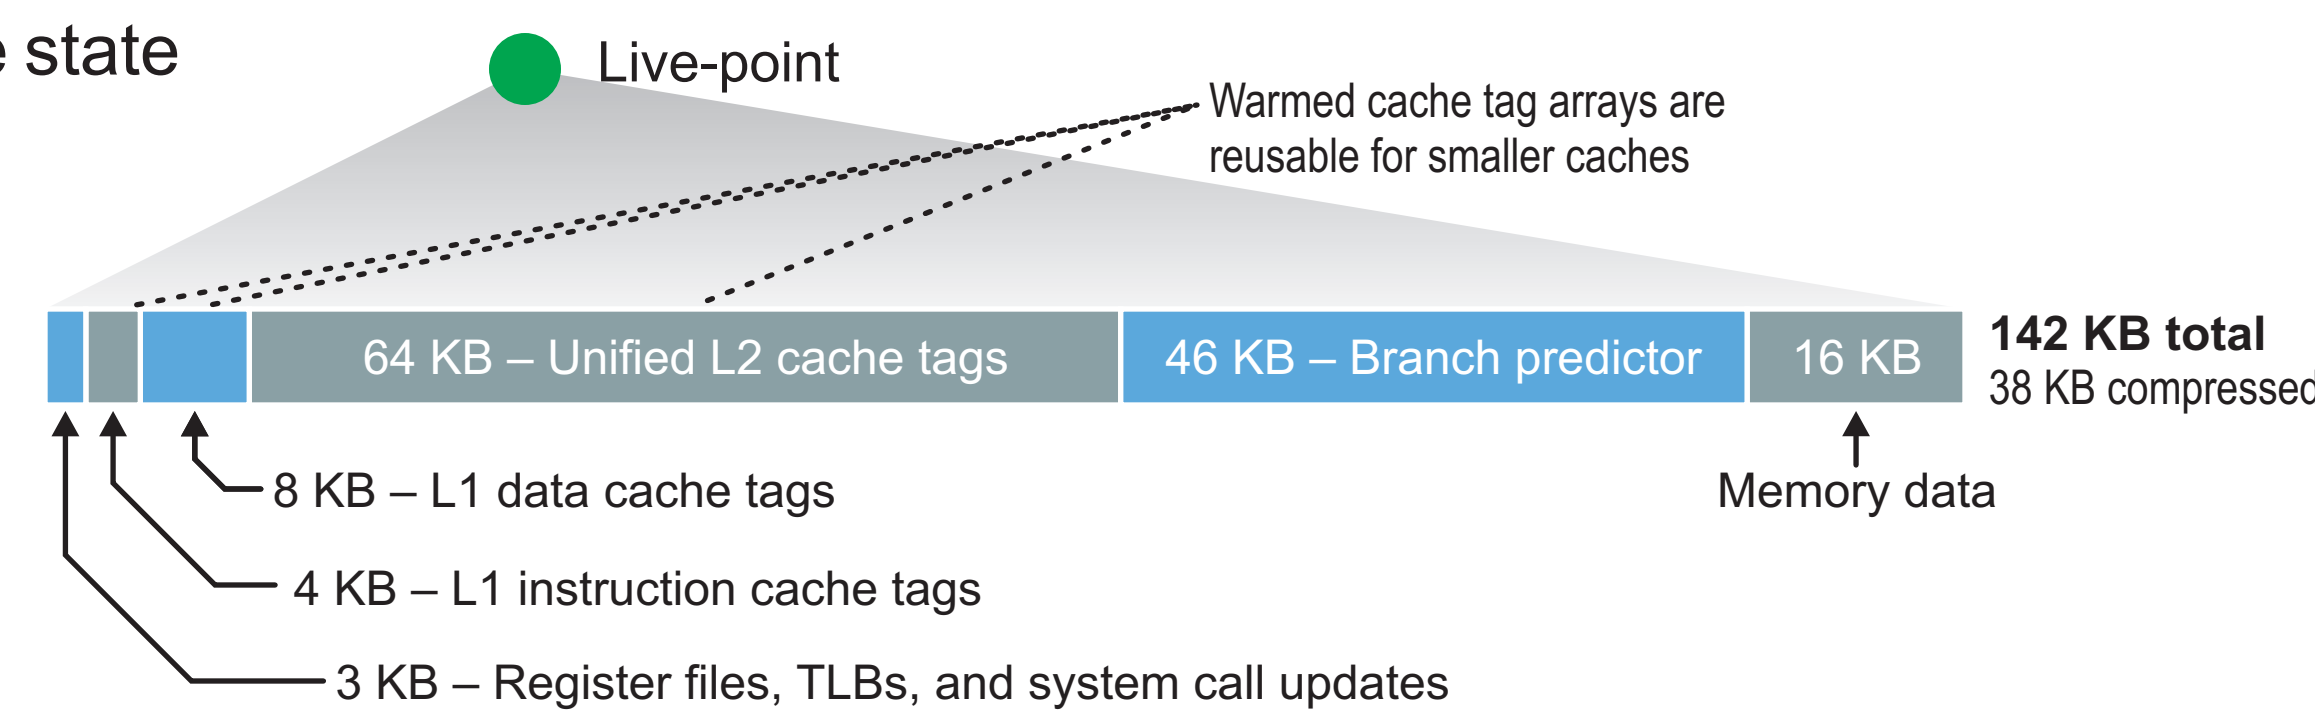 state
Live-point
Warmed cache tag arrays are
reusable for smaller caches
64 KB – Unified L2 cache tags
46 KB – Branch predictor
16 KB
142 KB total
38 KB compressed
8 KB – L1 data cache tags
Memory data
4 KB – L1 instruction cache tags
3 KB – Register files, TLBs, and system call updates